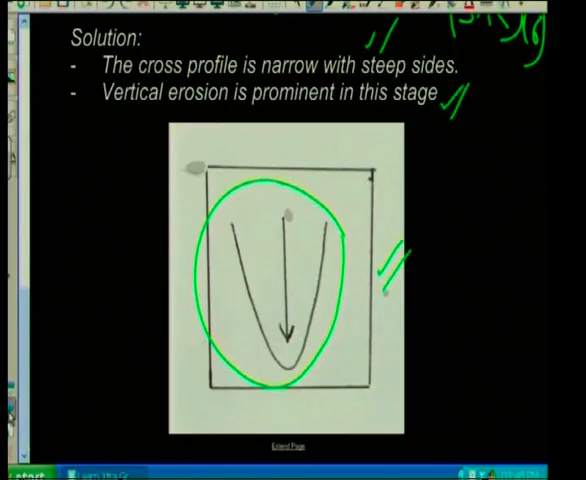 Solution:
- The cross profile is narrow with steep sides.
- Vertical erosion is prominent in this stage
Extend Page
start